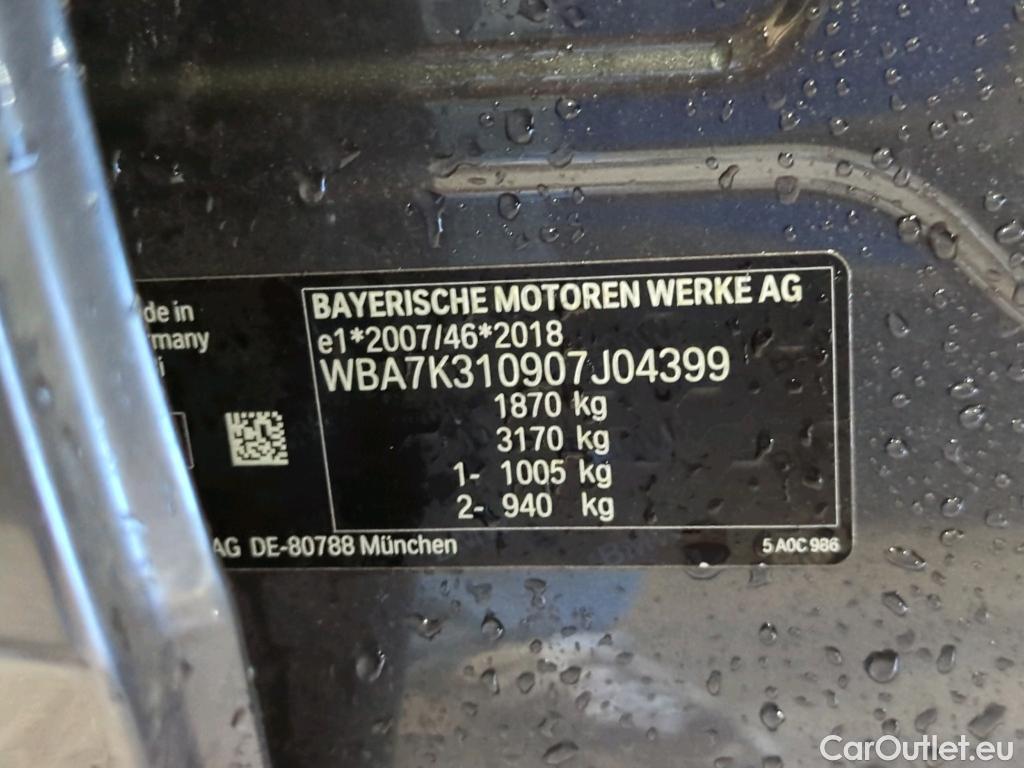 de in
many
BAYERISCHE MOTOREN WERKE AG
e1*2007/46*2018
WBA7K310907J04399
1870 kg
3170 kg
1- 1005 kg
2- 940 kg
AG DE-80788 München
5 A0C 986
CarOutlet.eu